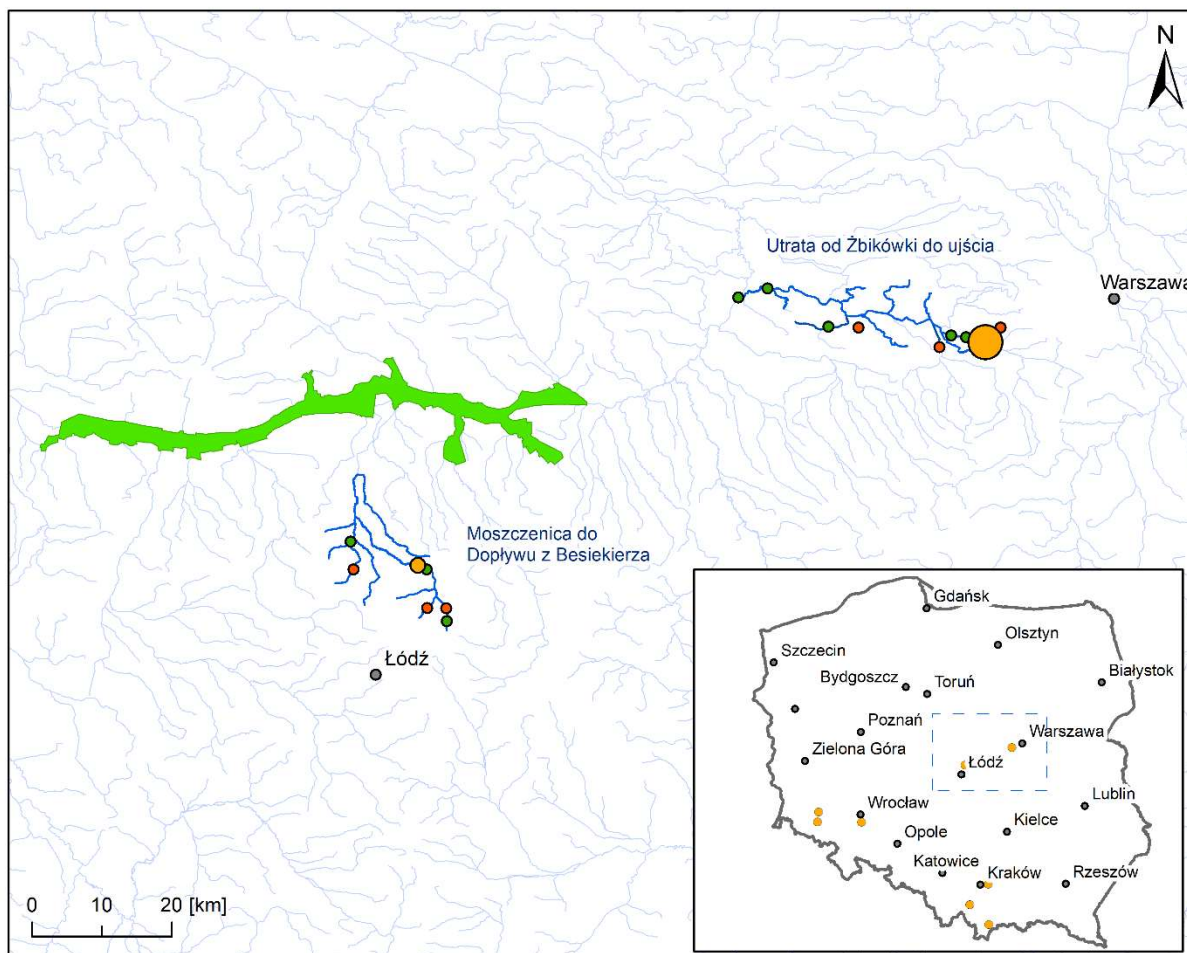 N
Utrata od Żbikówki do ujścia
Warszawa
Moszczenica do
Dopływu z Besiekierza
Łódź
0 10 20 [km]
Gdańsk
Olsztyn
Szczecin
Białystok
Bydgoszcz
Toruń
Poznań
Warszawa
Zielona Góra
Łódź
Lublin
Wrocław
Kielce
Opole
Katowice
Kraków
Rzeszów